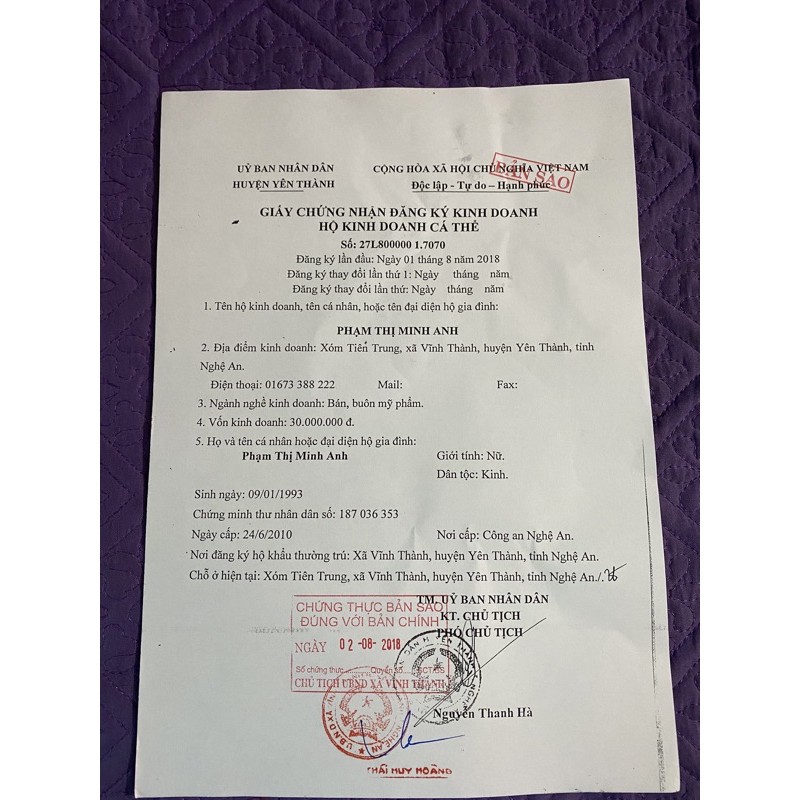 UỶ BAN NHÂN DÂN
HUYỆN YÊN THÀNH
CỘNG HÒA XÃ HỘI CHỦ NGHĨA VIỆT NAM
Độc lập - Tự do – Hạnh phúc
BẢN SAO
GIẤY CHỨNG NHẬN ĐĂNG KÝ KINH DOANH
HỘ KINH DOANH CÁ THỂ
Số: 27L800000 1.7070
Đăng ký lần đầu: Ngày 01 tháng 8 năm 2018
Đăng ký thay đổi lần thứ 1: Ngày tháng năm
Đăng ký thay đổi lần thứ: Ngày tháng năm
1. Tên hộ kinh doanh, tên cá nhân, hoặc tên đại diện hộ gia đình:
PHẠM THỊ MINH ANH
2. Địa điểm kinh doanh: Xóm Tiến Trung, xã Vĩnh Thành, huyện Yên Thành, tỉnh
Nghệ An.
Điện thoại: 01673 388 222 Mail: Fax:
3. Ngành nghề kinh doanh: Bán, buôn mỹ phẩm.
4. Vốn kinh doanh: 30.000.000 đ.
5. Họ và tên cá nhân hoặc đại diện hộ gia đình:
Phạm Thị Minh Anh Giới tính: Nữ.
Dân tộc: Kinh.
Sinh ngày: 09/01/1993
Chứng minh thư nhân dân số: 187 036 353
Ngày cấp: 24/6/2010 Nơi cấp: Công an Nghệ An.
Nơi đăng ký hộ khẩu thường trú: Xã Vĩnh Thành, huyện Yên Thành, tỉnh Nghệ An.
Chỗ ở hiện tại: Xóm Tiên Trung, xã Vĩnh Thành, huyện Yên Thành, tỉnh Nghệ An./.
TM. UỶ BAN NHÂN DÂN
KT. CHỦ TỊCH
PHÓ CHỦ TỊCH
CHỨNG THỰC BẢN SAO
ĐÚNG VỚI BẢN CHÍNH
NGÀY 02-08-2018
Số chứng thực Quyển số SCT/BS
CHỦ TỊCH UBND XÃ VĨNH THÀNH
Nguyễn Thanh Hà
THÁI HUY HOÀNG